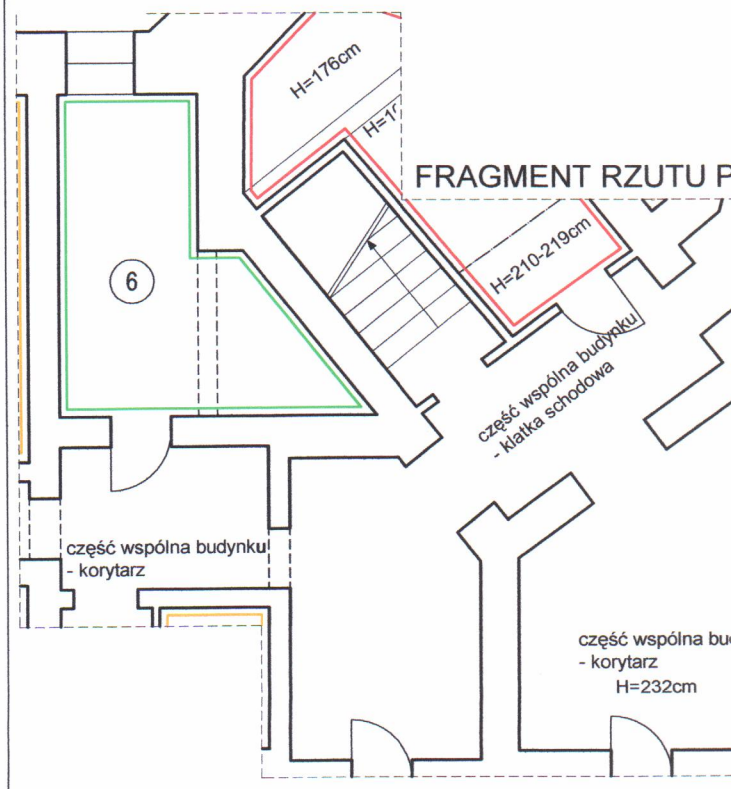 H=176cm
FRAGMENT RZUTU
6
H=210-219cm
część wspólna budynku
- klatka schodowa
część wspólna budynku
- korytarz
część wspólna
- korytarz
H=232cm